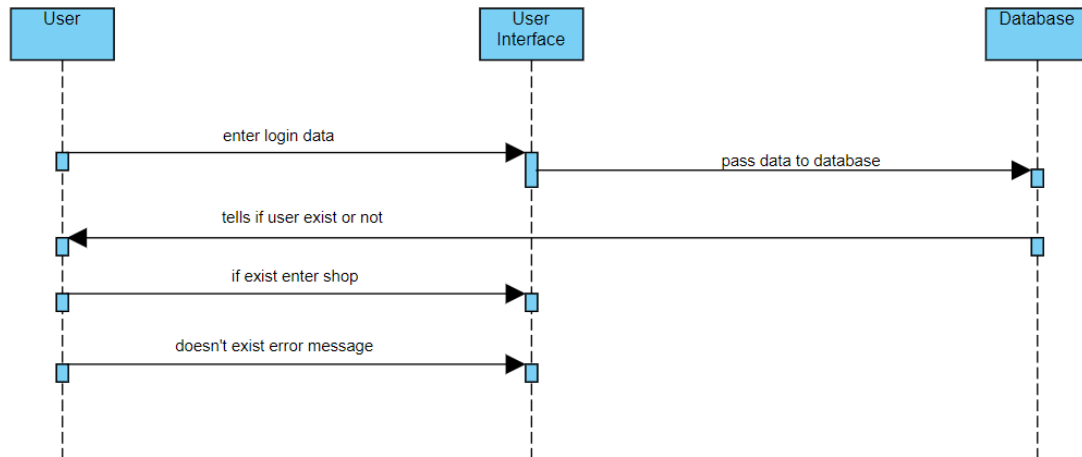 User
User
Interface
Database
enter login data
pass data to database
tells if user exist or not
if exist enter shop
doesn't exist error message